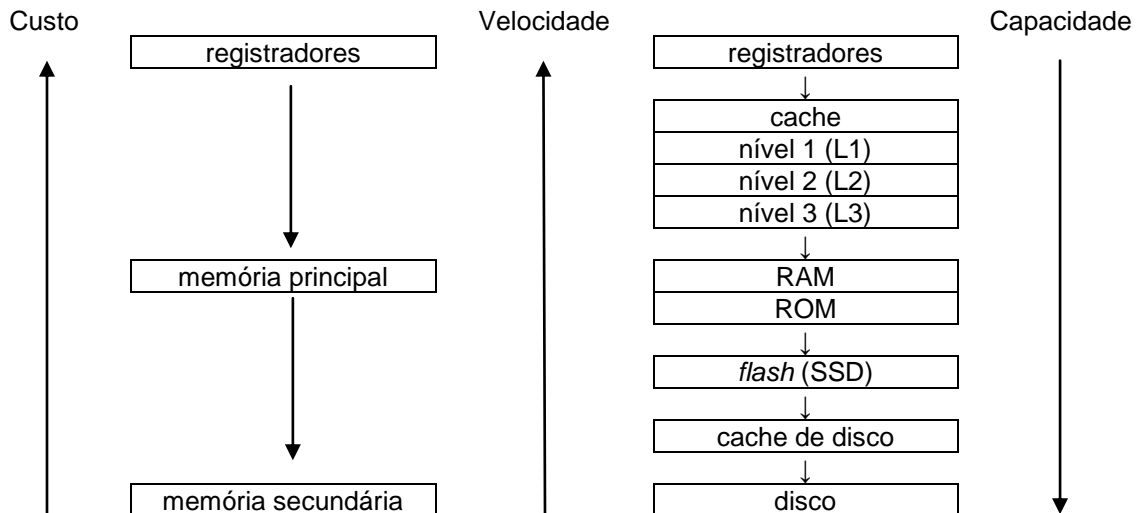 Custo
Velocidade
Capacidade
registradores
registradores
cache
nível 1 (L1)
nível 2 (L2)
nível 3 (L3)
memória principal
RAM
ROM
flash (SSD)
cache de disco
memória secundária
disco